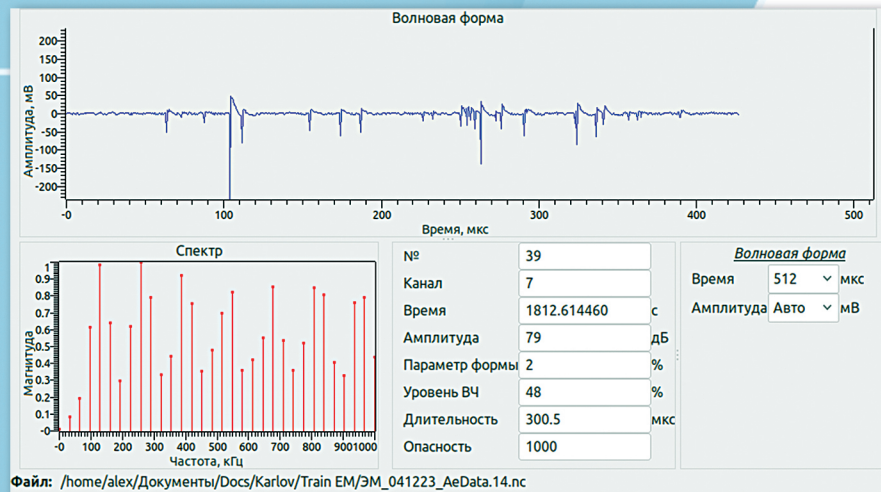 Волновая форма
Амплитуда, мВ
200
150
100
50
0
-50
-100
-150
-200
-0 100 200 300 400 500
Время, мкс
Спектр
Магнитуда
1
0.9
0.8
0.7
0.6
0.5
0.4
0.3
0.2
0.1
-0
-0 100 200 300 400 500 600 700 800 900 1000
Частота, кГц
№ 39
Канал 7
Время 1812.614460 с
Амплитуда 79 дБ
Параметр формы 2 %
Уровень ВЧ 48 %
Длительность 300.5 мкс
Опасность 1000
Волновая форма
Время 512 мкс
Амплитуда Авто мВ
Файл: /home/alex/Документы/Docs/Karlov/Train EM/ЭМ_041223_AeData.14.nc